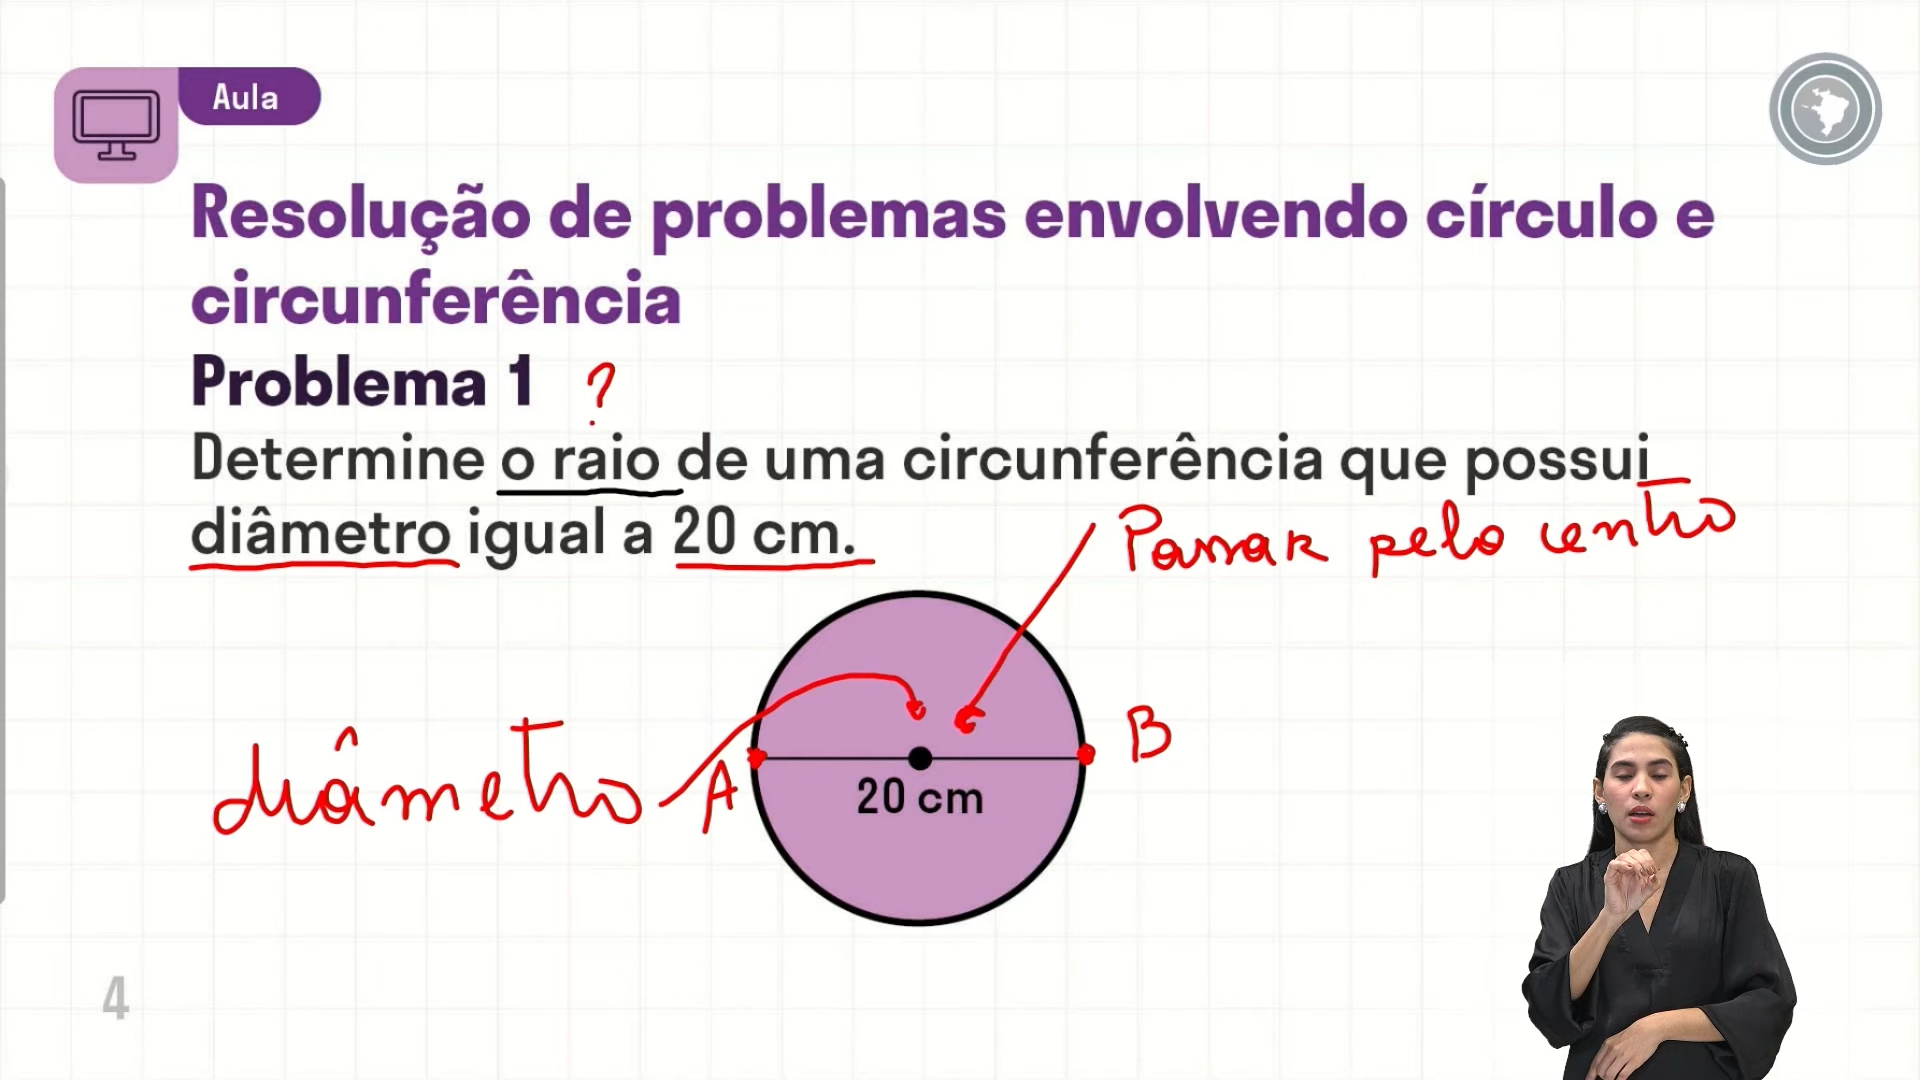 Aula
Resolução de problemas envolvendo círculo e
circunferência
Problema 1 ?
Determine o raio de uma circunferência que possui
diâmetro igual a 20 cm.
Passar pelo centro
diâmetro
A
B
20 cm
4